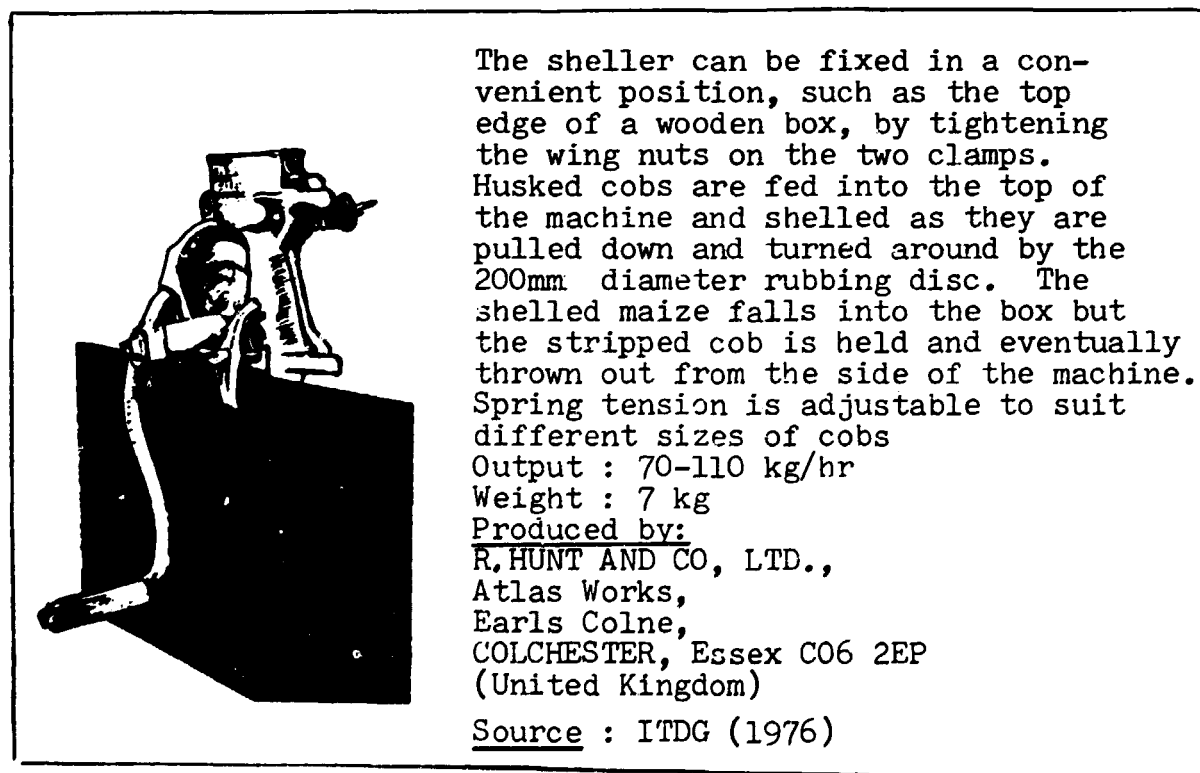 The sheller can be fixed in a con-
venient position, such as the top
edge of a wooden box, by tightening
the wing nuts on the two clamps.
Husked cobs are fed into the top of
the machine and shelled as they are
pulled down and turned around by the
200mm diameter rubbing disc. The
shelled maize falls into the box but
the stripped cob is held and eventually
thrown out from the side of the machine.
Spring tension is adjustable to suit
different sizes of cobs
Output : 70-110 kg/hr
Weight : 7 kg
Produced by:
R.HUNT AND CO, LTD.,
Atlas Works,
Earls Colne,
COLCHESTER, Essex CO6 2EP
(United Kingdom)
Source : ITDG (1976)